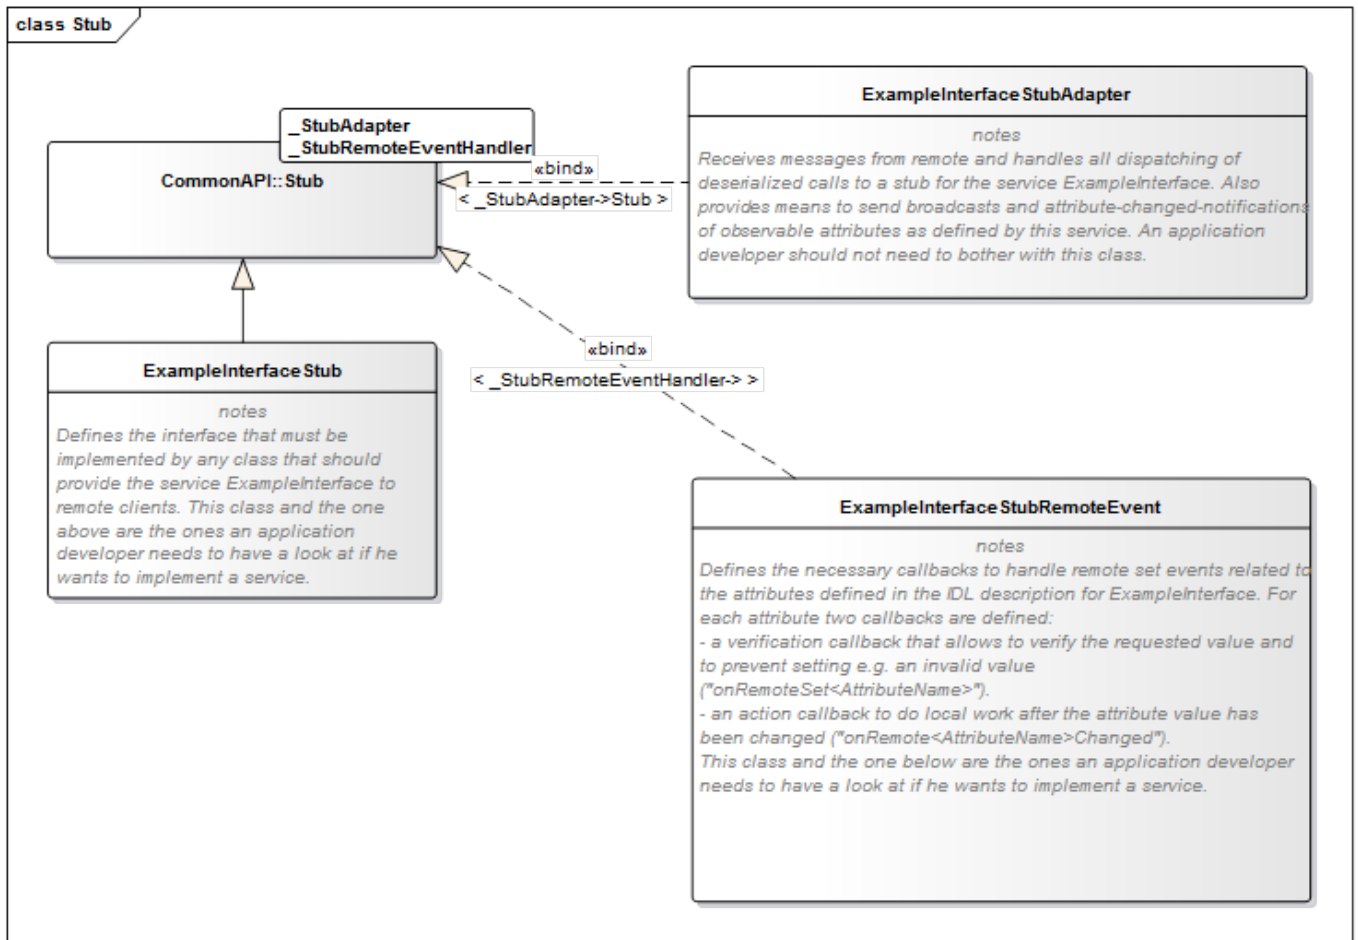 class Stub
_StubAdapter
_StubRemoteEventHandler
CommonAPI::Stub
«bind»
< _StubAdapter->Stub >
ExampleInterfaceStubAdapter
notes
Receives messages from remote and handles all dispatching of
deserialized calls to a stub for the service ExampleInterface. Also
provides means to send broadcasts and attribute-changed-notifications
of observable attributes as defined by this service. An application
developer should not need to bother with this class.
«bind»
< _StubRemoteEventHandler-> >
ExampleInterfaceStub
notes
Defines the interface that must be
implemented by any class that should
provide the service ExampleInterface to
remote clients. This class and the one
above are the ones an application
developer needs to have a look at if he
wants to implement a service.
ExampleInterfaceStubRemoteEvent
notes
Defines the necessary callbacks to handle remote set events related to
the attributes defined in the IDL description for ExampleInterface. For
each attribute two callbacks are defined:
- a verification callback that allows to verify the requested value and
to prevent setting e.g. an invalid value
("onRemoteSet<AttributeName>").
- an action callback to do local work after the attribute value has
been changed ("onRemote<AttributeName>Changed").
This class and the one below are the ones an application developer
needs to have a look at if he wants to implement a service.